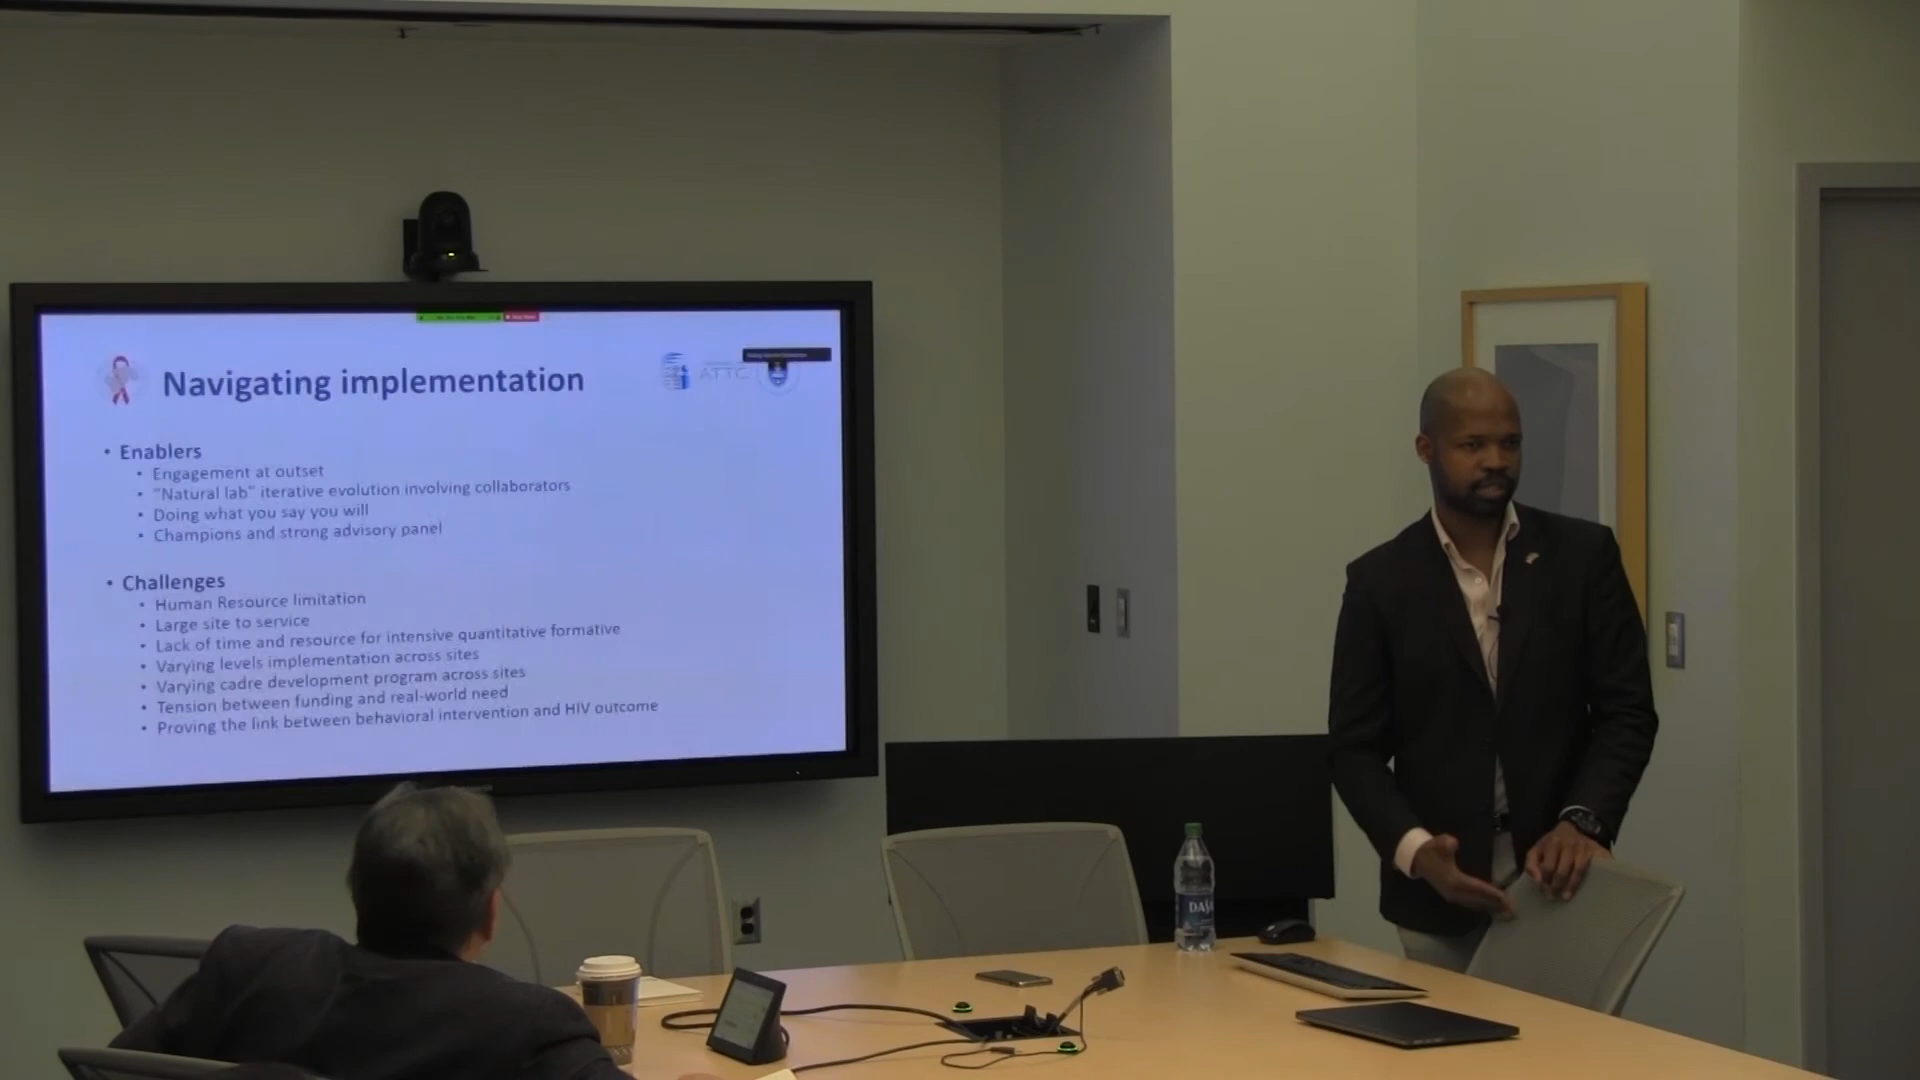 Navigating implementation
ATTC
• Enablers
• Engagement at outset
• "Natural lab" iterative evolution involving collaborators
• Doing what you say you will
• Champions and strong advisory panel
• Challenges
• Human Resource limitation
• Large site to service
• Lack of time and resource for intensive quantitative formative
• Varying levels implementation across sites
• Varying cadre development program across sites
• Tension between funding and real-world need
• Proving the link between behavioral intervention and HIV outcome